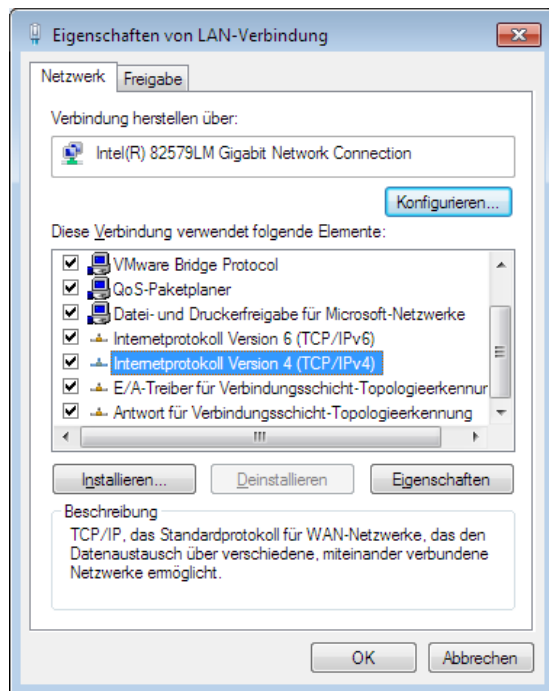 Eigenschaften von LAN-Verbindung
Netzwerk Freigabe
Verbindung herstellen über:
Intel(R) 82579LM Gigabit Network Connection
Konfigurieren...
Diese Verbindung verwendet folgende Elemente:
VMware Bridge Protocol
QoS-Paketplaner
Datei- und Druckerfreigabe für Microsoft-Netzwerke
Internetprotokoll Version 6 (TCP/IPv6)
Internetprotokoll Version 4 (TCP/IPv4)
E/A-Treiber für Verbindungsschicht-Topologieerkennur
Antwort für Verbindungsschicht-Topologieerkennung
Installieren... Deinstallieren Eigenschaften
Beschreibung
TCP/IP, das Standardprotokoll für WAN-Netzwerke, das den
Datenaustausch über verschiedene, miteinander verbundene
Netzwerke ermöglicht.
OK Abbrechen